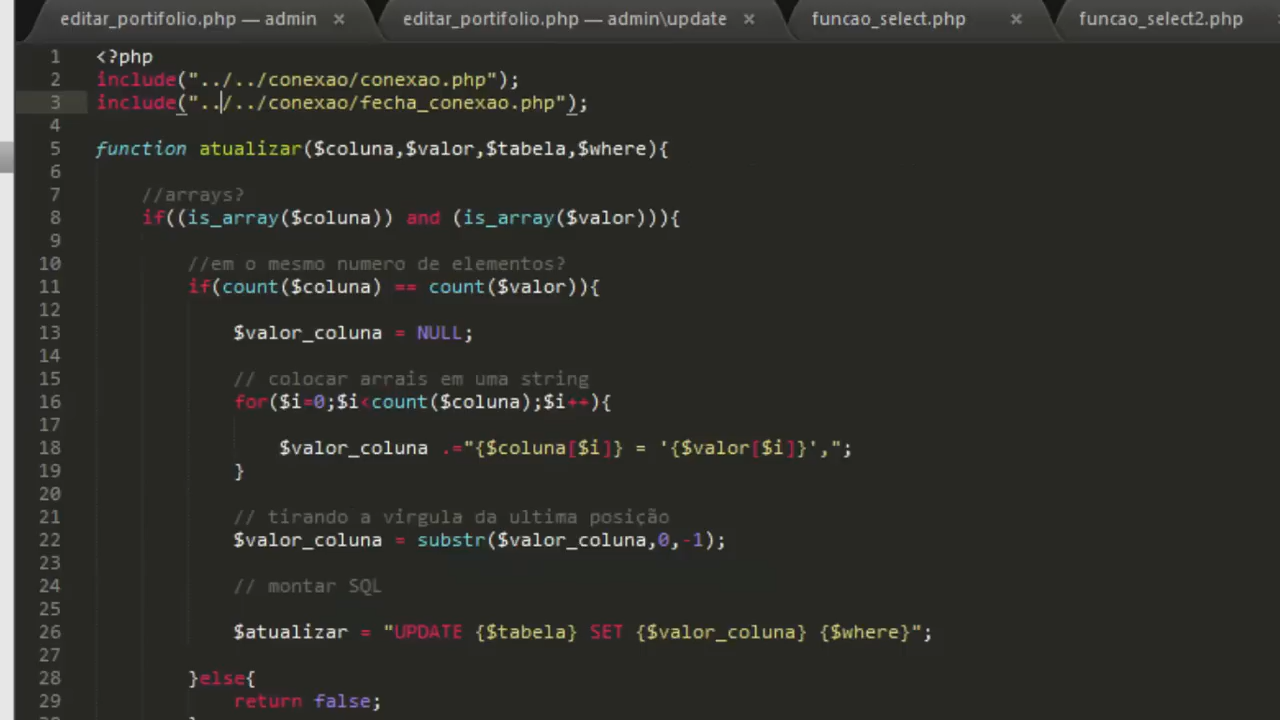 editar_portifolio.php — admin × editar_portifolio.php — admin\update × funcao_select.php × funcao_select2.php
1 <?php
2 include("../../conexao/conexao.php");
3 include("../../conexao/fecha_conexao.php");
4
5 function atualizar($coluna,$valor,$tabela,$where){
6
7 //arrays?
8 if((is_array($coluna)) and (is_array($valor))){
9
10 //em o mesmo numero de elementos?
11 if(count($coluna) == count($valor)){
12
13 $valor_coluna = NULL;
14
15 // colocar arrais em uma string
16 for($i=0;$i<count($coluna);$i++){
17
18 $valor_coluna .="{$coluna[$i]} = '{$valor[$i]}',";
19 }
20
21 // tirando a virgula da ultima posição
22 $valor_coluna = substr($valor_coluna,0,-1);
23
24 // montar SQL
25
26 $atualizar = "UPDATE {$tabela} SET {$valor_coluna} {$where}";
27
28 }else{
29 return false;